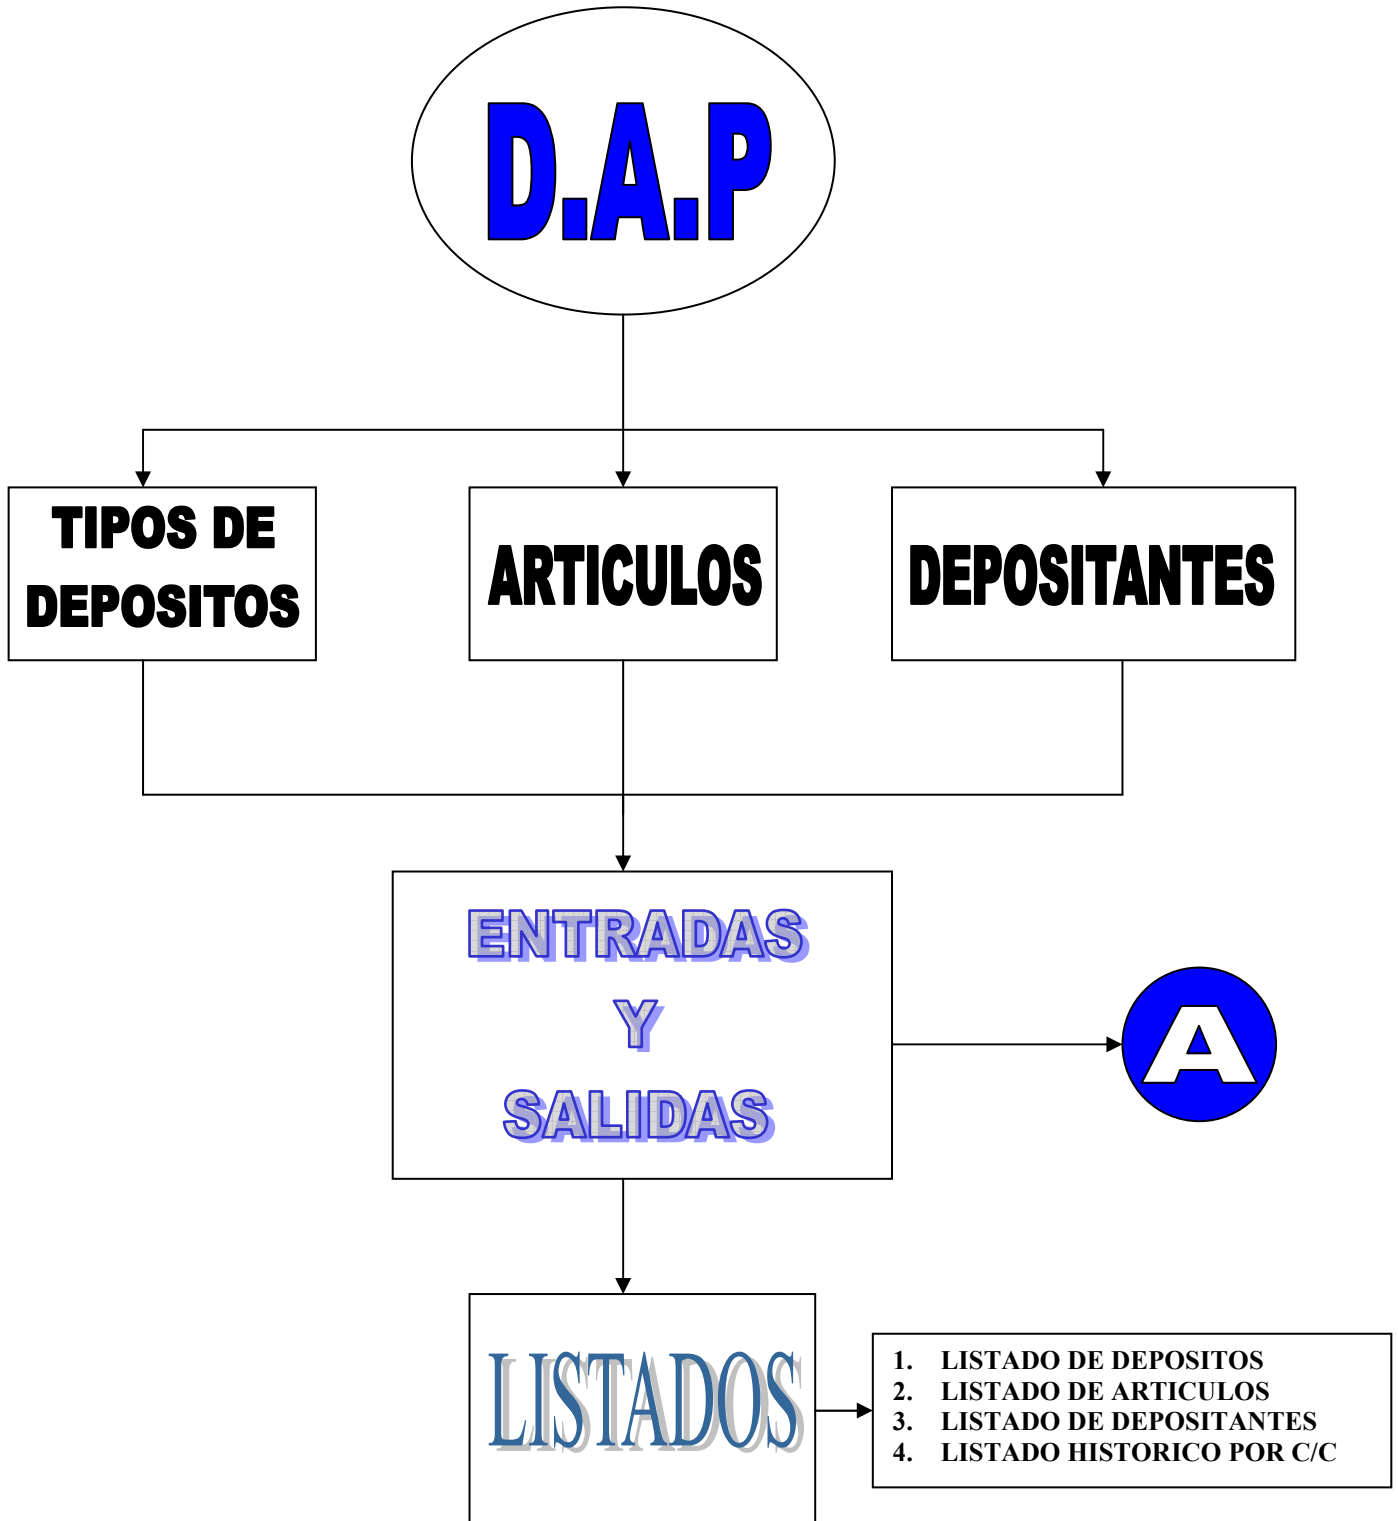 D.A.P
TIPOS DE
DEPOSITOS
ARTICULOS
DEPOSITANTES
ENTRADAS
Y
SALIDAS
A
LISTADOS
1. LISTADO DE DEPOSITOS
2. LISTADO DE ARTICULOS
3. LISTADO DE DEPOSITANTES
4. LISTADO HISTORICO POR C/C